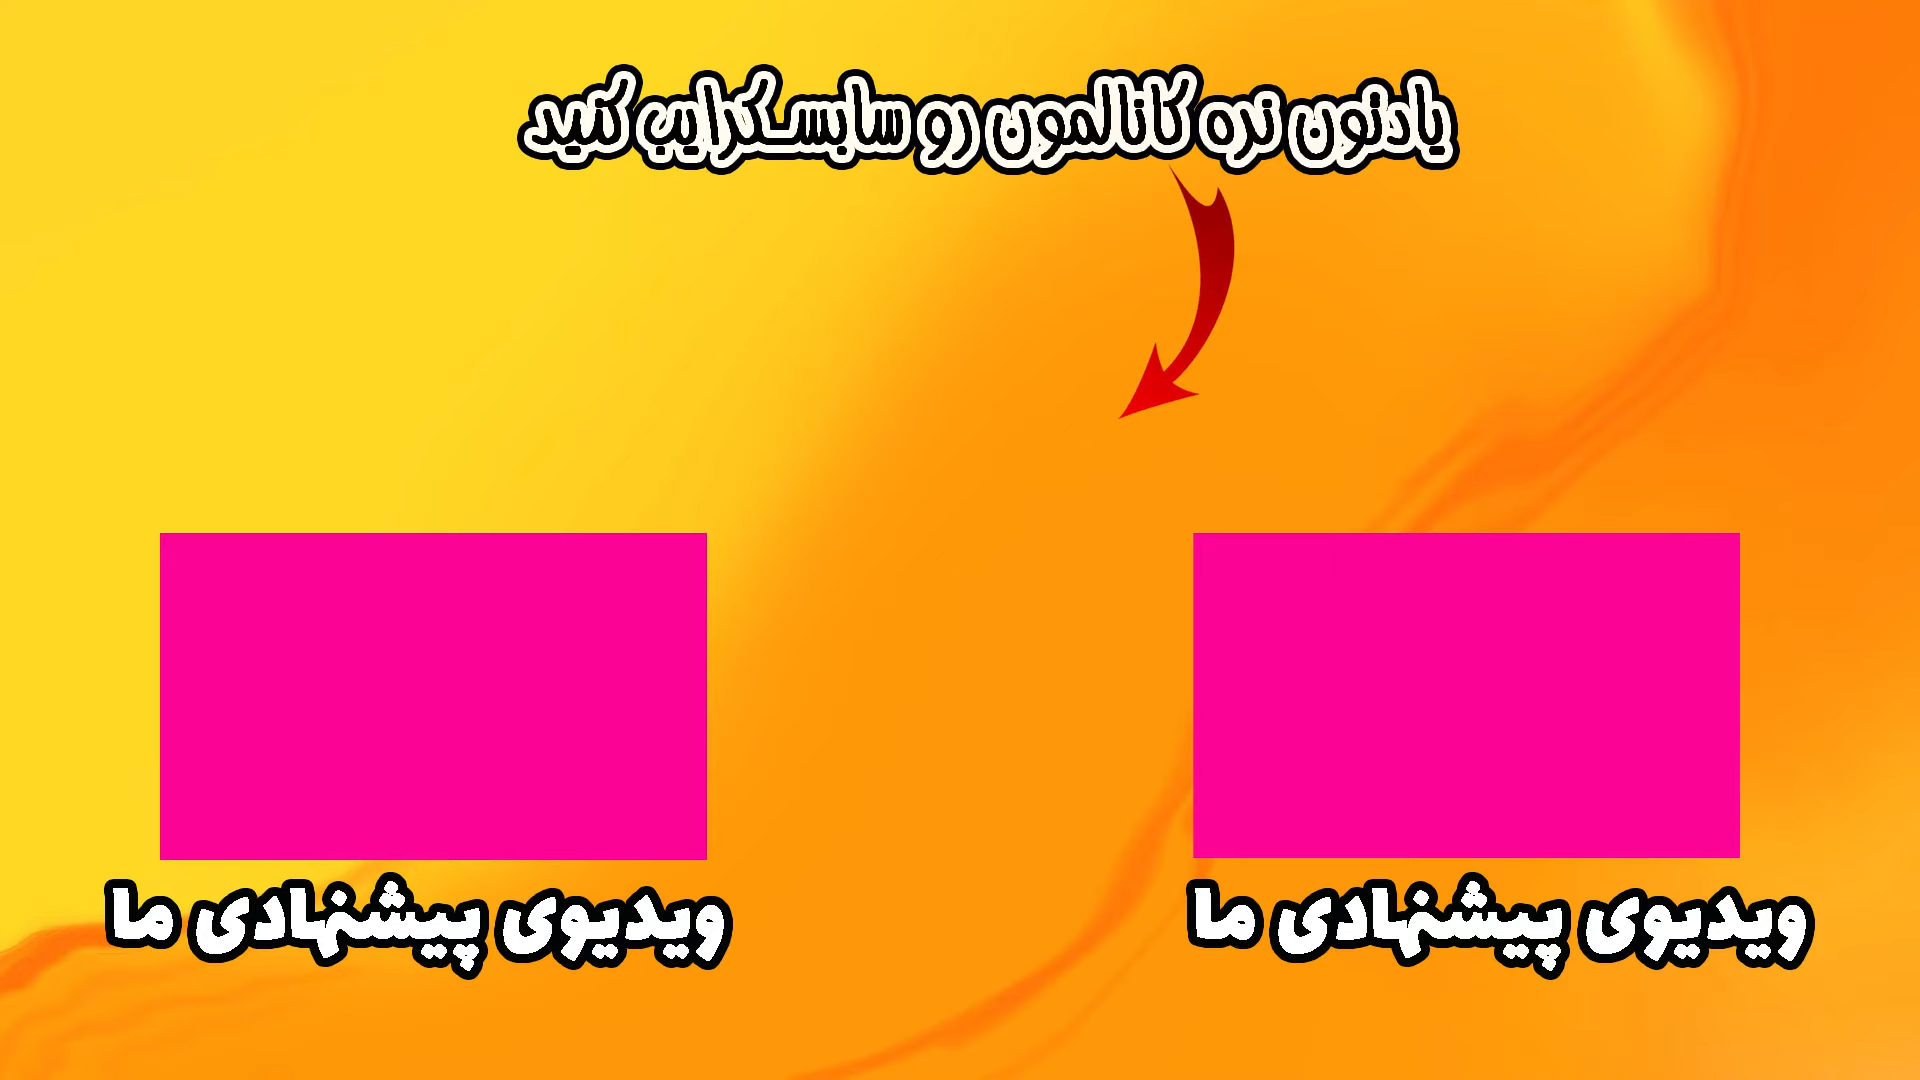 یادتون نره کانالمون رو سابسکرایب کنید
ویدیوی پیشنهادی ما
ویدیوی پیشنهادی ما